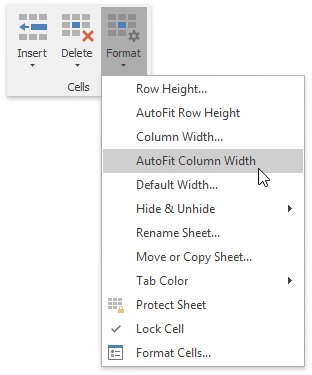 Insert Delete Format
Cells
Row Height...
AutoFit Row Height
Column Width...
AutoFit Column Width
Default Width...
Hide & Unhide
Rename Sheet...
Move or Copy Sheet...
Tab Color
Protect Sheet
Lock Cell
Format Cells...